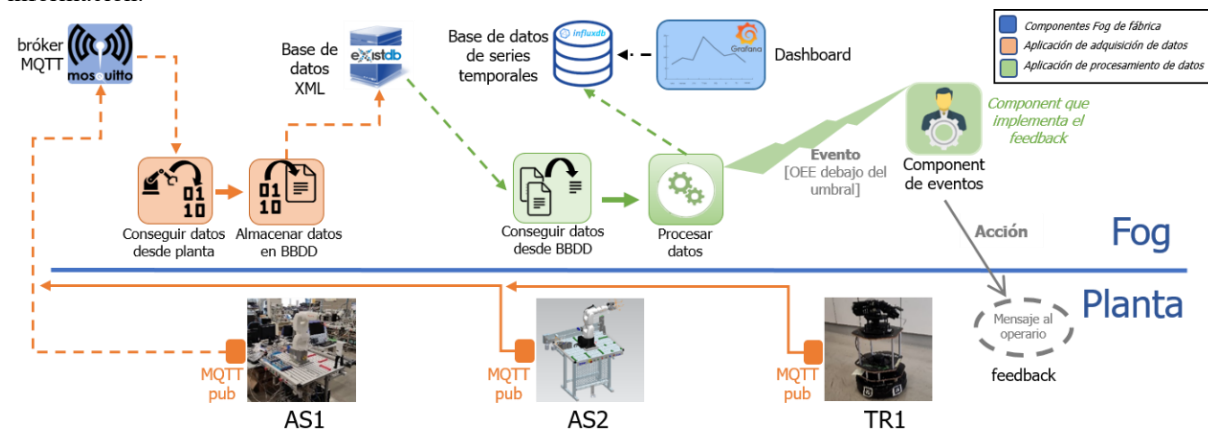 bróker
MQTT
mosquitto
Base de
datos
XML
eXistdb
Base de datos
de series
temporales
influxdb
Grafana
Dashboard
Componentes Fog de fábrica
Aplicación de adquisición de datos
Aplicación de procesamiento de datos
Component que
implementa el
feedback
Evento
[OEE debajo del
umbral]
Component
de eventos
01
10
01
10
Conseguir datos
desde planta
Almacenar datos
en BBDD
Conseguir datos
desde BBDD
Procesar
datos
Acción
Fog
Planta
Mensaje al
operario
feedback
MQTT
pub
AS1
MQTT
pub
AS2
MQTT
pub
TR1